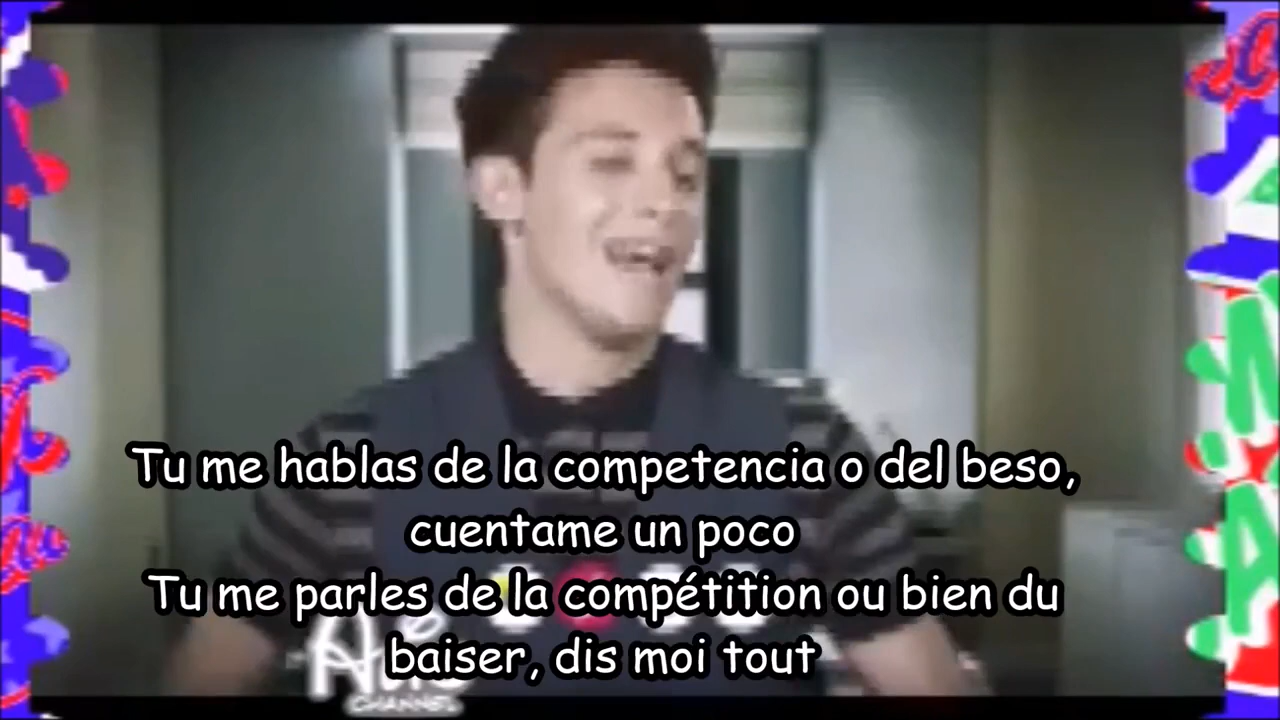 Tu me hablas de la competencia o del beso,
cuentame un poco
Tu me parles de la compétition ou bien du
baiser, dis moi tout
CHANNEL